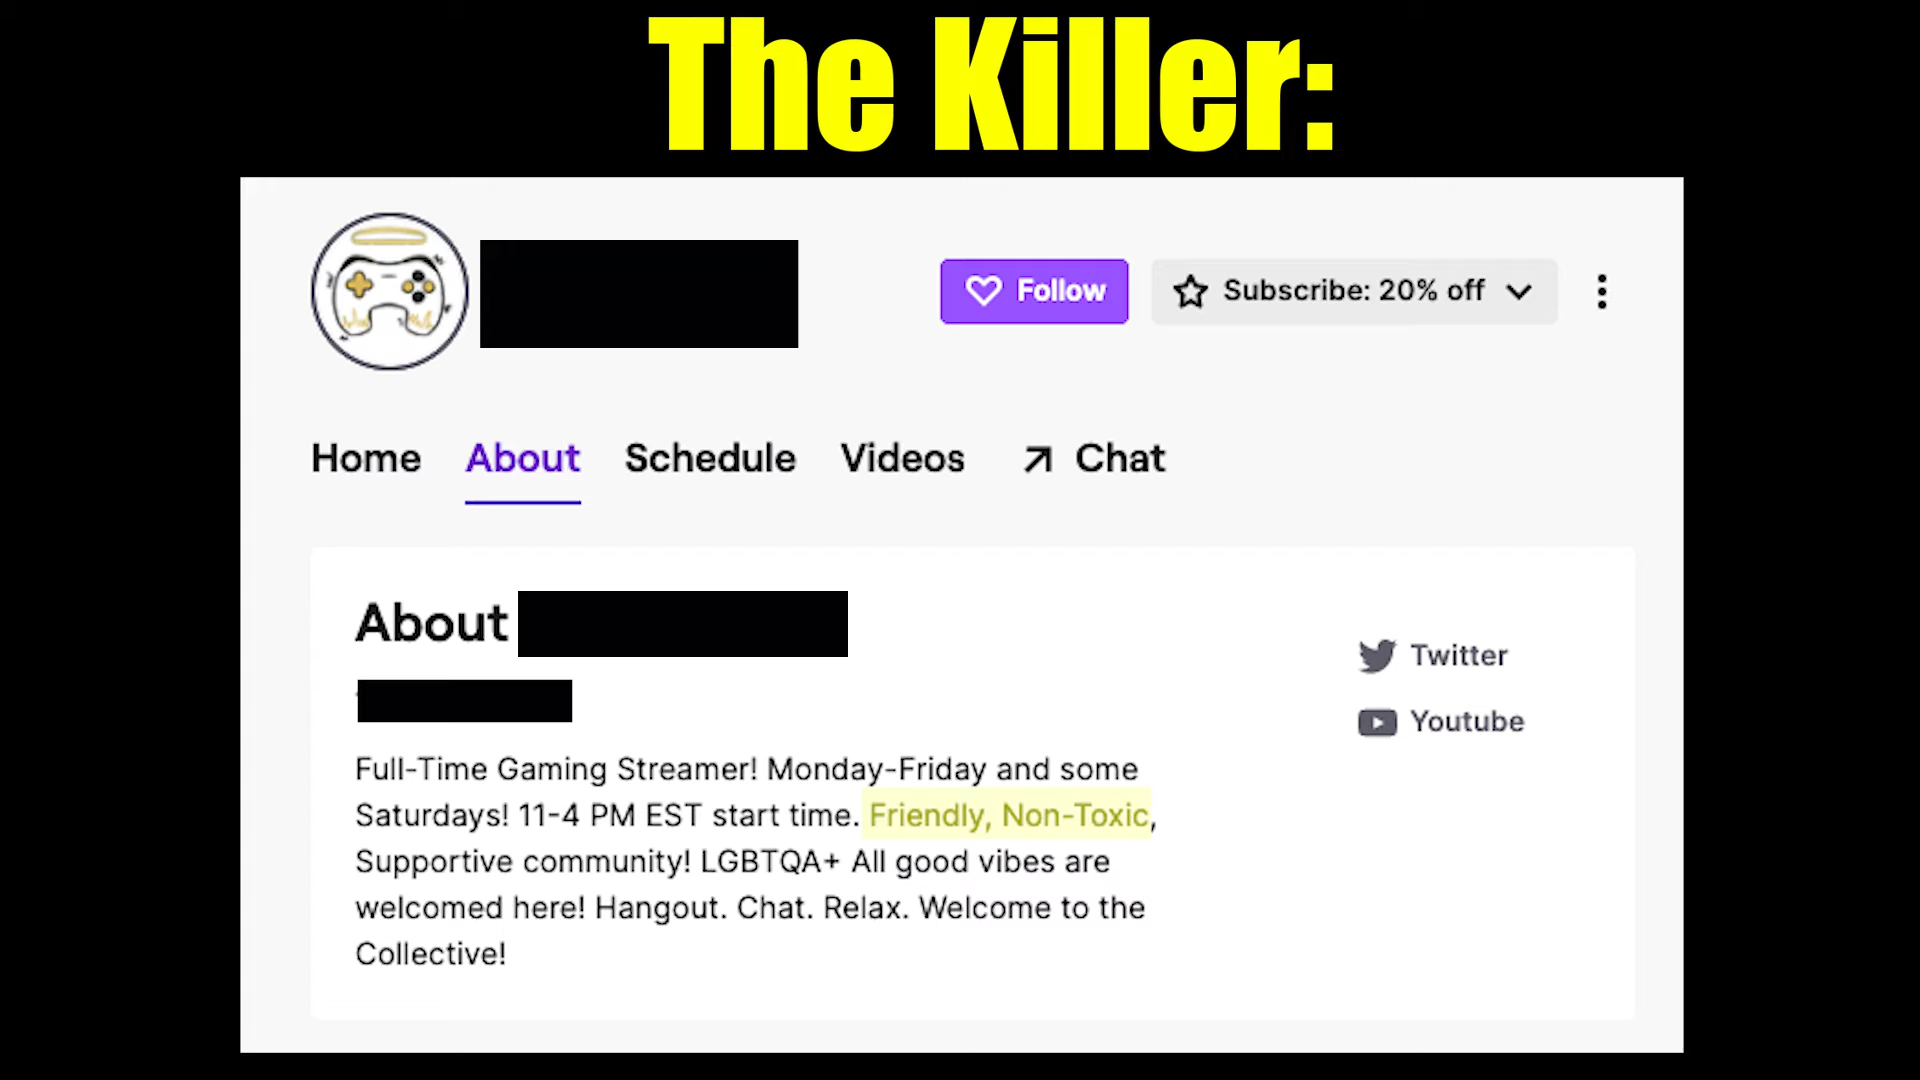 The Killer:
Follow
Subscribe: 20% off
Home About Schedule Videos Chat
About
Twitter
Youtube
Full-Time Gaming Streamer! Monday-Friday and some
Saturdays! 11-4 PM EST start time. Friendly, Non-Toxic,
Supportive community! LGBTQA+ All good vibes are
welcomed here! Hangout. Chat. Relax. Welcome to the
Collective!